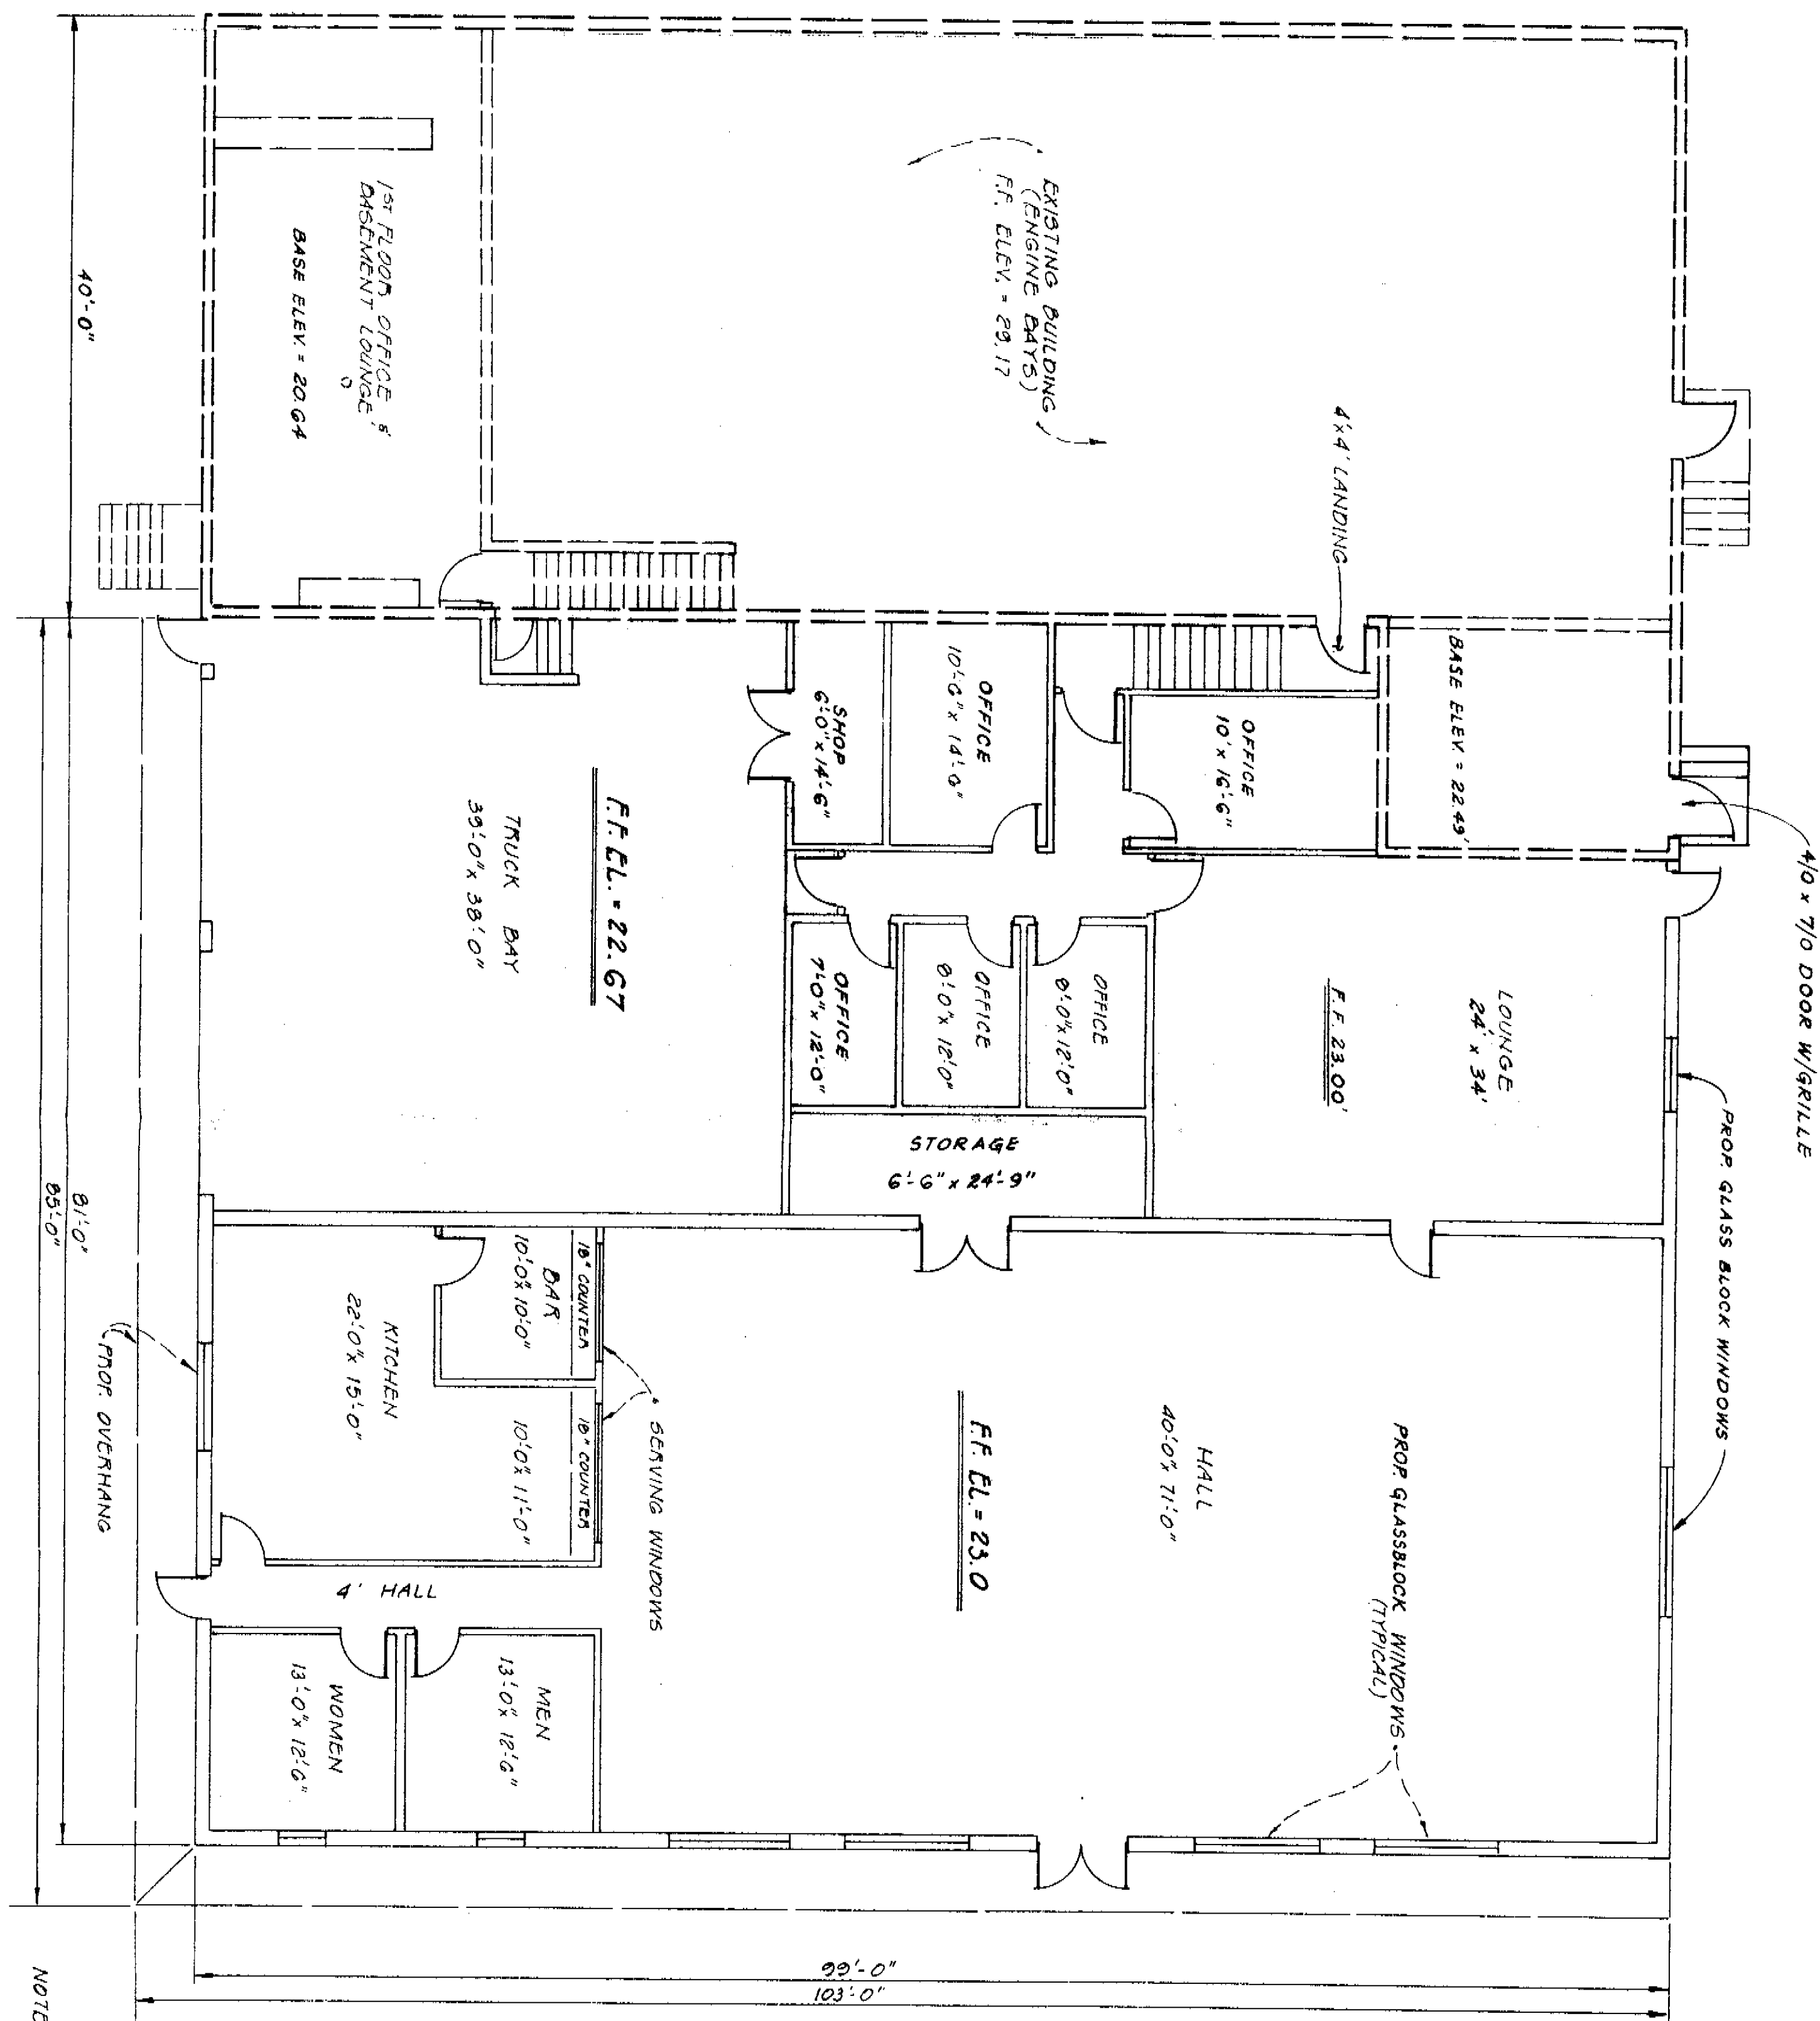 4/0 x 7/0 DOOR W/GRILLE
PROP. GLASS BLOCK WINDOWS
EXISTING BUILDING
(ENGINE BAYS)
F.F. ELEV. = 29.17
4'x4' LANDING
1ST FLOOR OFFICE &
BASEMENT LOUNGE
BASE ELEV. = 20.64
40'-0"
BASE ELEV. = 22.49'
OFFICE
10' x 16'-6"
OFFICE
10'-6" x 14'-6"
SHOP
6'-0" x 14'-6"
F.F. EL. = 22.67
TRUCK BAY
39'-0" x 38'-0"
LOUNGE
24' x 34'
F.F. 23.00'
OFFICE
8'-0" x 12'-0"
OFFICE
8'-0" x 12'-0"
OFFICE
7'-0" x 12'-0"
STORAGE
6'-6" x 24'-9"
PROP. GLASSBLOCK WINDOWS
(TYPICAL)
HALL
40'-0" x 71'-0"
F.F. EL. = 23.0
SERVING WINDOWS
18" COUNTER
BAR
10'-0" x 10'-0"
18" COUNTER
10'-0" x 11'-0"
KITCHEN
22'-0" x 15'-0"
PROP. OVERHANG
4' HALL
MEN
13'-0" x 12'-6"
WOMEN
13'-0" x 12'-6"
81'-0"
85'-0"
99'-0"
103'-0"
NOTE